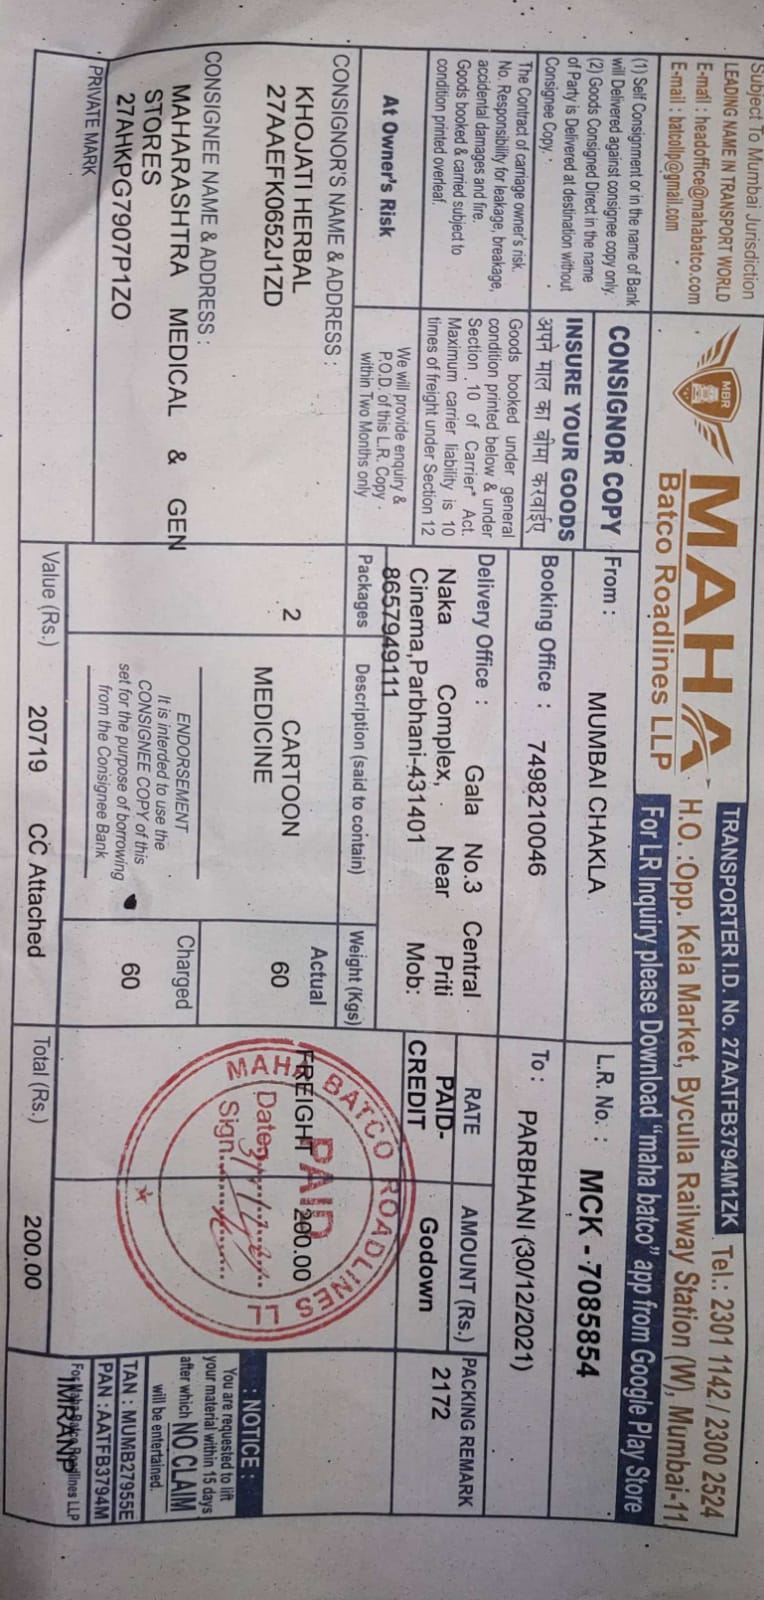 Subject To Mumbai Jurisdiction
LEADING NAME IN TRANSPORT WORLD
E-mail : headoffice@mahabatco.com
E-mail : batcollp@gmail.com
MBR
MAHA
Batco Roadlines LLP
TRANSPORTER I.D. No. 27AATFB3794M1ZK
Tel.: 2301 1142 / 2300 2524
H.O. :Opp. Kela Market, Byculla Railway Station (W), Mumbai-11
For LR Inquiry please Download "maha batco" app from Google Play Store
(1) Self Consignment or in the name of Bank
will Delivered against consignee copy only.
(2) Goods Consigned Direct in the name
of Party is Delivered at destination without
Consignee Copy.
CONSIGNOR COPY
INSURE YOUR GOODS
अपने माल का बीमा करवाईए
From : MUMBAI CHAKLA
L.R. No. : MCK - 7085854
Booking Office : 7498210046
To : PARBHANI (30/12/2021)
The Contract of carriage owner's risk.
No. Responsibility for leakage, breakage,
accidental damages and fire.
Goods booked & carried subject to
condition printed overleaf.
Goods booked under general
condition printed below & under
Section . 10 of Carrier" Act.
Maximum carrier liability is 10
times of freight under Section 12
Delivery Office : Gala No.3 Central
Naka Complex, Near Priti
Cinema,Parbhani-431401 Mob:
8657949111
RATE
AMOUNT (Rs.)
PACKING REMARK
PAID-
CREDIT
Godown
2172
At Owner's Risk
We will provide enquiry &
P.O.D. of this L.R. Copy
within Two Months only
Packages
Description (said to contain)
Weight (Kgs)
CONSIGNOR'S NAME & ADDRESS :
KHOJATI HERBAL
27AAEFK0652J1ZD
2
CARTOON
MEDICINE
Actual
60
FREIGHT
200.00
MAHA BATCO ROADLINES LL
PAID
Date
Sign
CONSIGNEE NAME & ADDRESS :
MAHARASHTRA MEDICAL & GEN
STORES
27AHKPG7907P1ZO
ENDORSEMENT
It is intended to use the
CONSIGNEE COPY of this
set for the purpose of borrowing
from the Consignee Bank
Charged
60
: NOTICE :
You are requested to lift
your material within 15 days
after which NO CLAIM
will be entertained.
TAN : MUMB27955E
PAN : AATFB3794M
PRIVATE MARK
Value (Rs.) 20719 CC Attached
Total (Rs.) 200.00
For Maha Batco Roadlines LLP
IMRANP